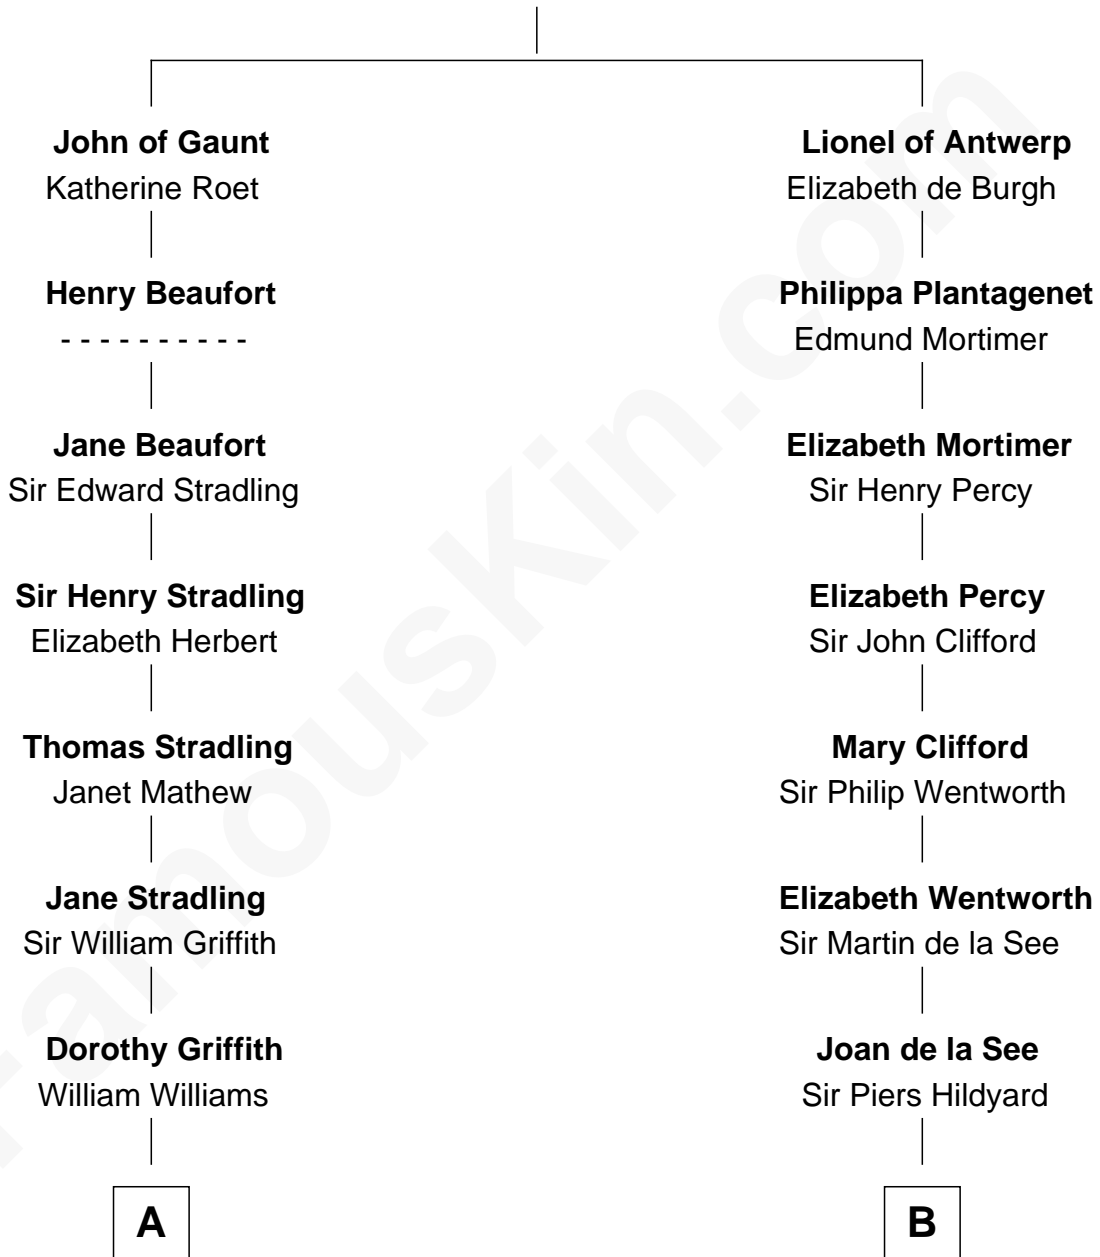 John of Gaunt
Katherine Roet
Henry Beaufort
- - - - - - - - - -
Jane Beaufort
Sir Edward Stradling
Sir Henry Stradling
Elizabeth Herbert
Thomas Stradling
Janet Mathew
Jane Stradling
Sir William Griffith
Dorothy Griffith
William Williams
A
Lionel of Antwerp
Elizabeth de Burgh
Philippa Plantagenet
Edmund Mortimer
Elizabeth Mortimer
Sir Henry Percy
Elizabeth Percy
Sir John Clifford
Mary Clifford
Sir Philip Wentworth
Elizabeth Wentworth
Sir Martin de la See
Joan de la See
Sir Piers Hildyard
B
FamousKin.com